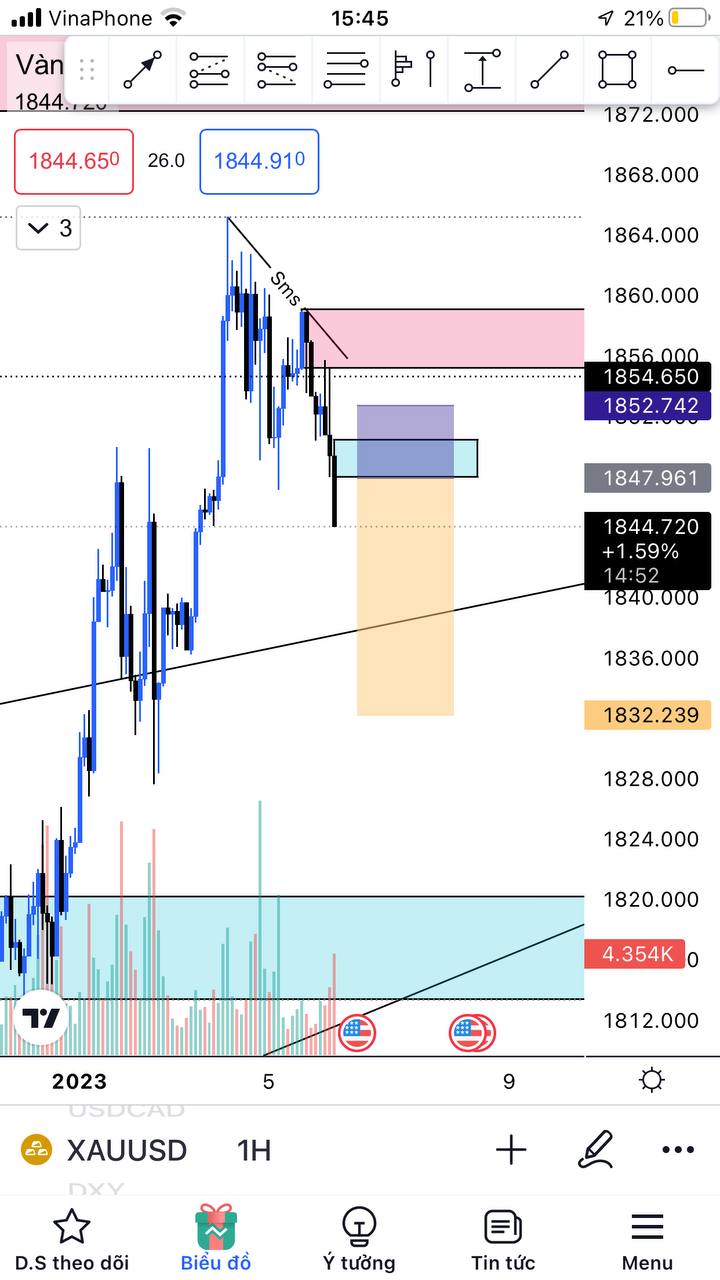 VinaPhone 15:45 21%
Vàn
1844.720
1872.000
1844.650 26.0 1844.910
1868.000
3
1864.000
Sms
1860.000
1856.000
1854.650
1852.742
1847.961
1844.720
+1.59%
14:52
1840.000
1836.000
1832.239
1828.000
1824.000
1820.000
4.354K
1812.000
2023 5 9
USDCAD
XAUUSD 1H
DXY
D.S theo dõi Biểu đồ Ý tưởng Tin tức Menu